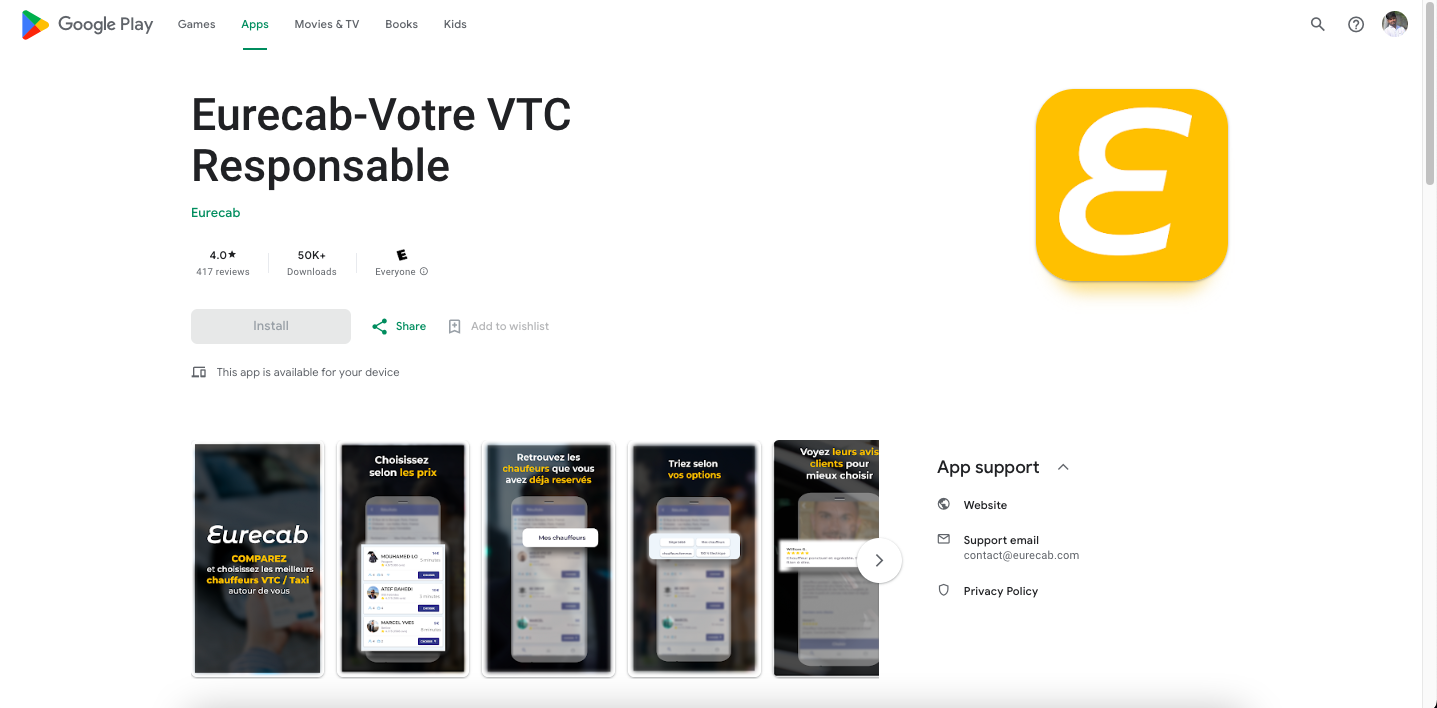 Google Play
Games
Apps
Movies & TV
Books
Kids
Eurecab-Votre VTC
Responsable
Eurecab
4.0★
417 reviews
50K+
Downloads
Everyone
Install
Share
Add to wishlist
This app is available for your device
Eurecab
COMPAREZ
et choisissez les meilleurs
chauffeurs VTC / Taxi
autour de vous
Choisissez
selon les prix
MOUHAMED LO
5 minutes
ATEF BAHEDI
MARCEL YVES
Retrouvez les
chaufeurs que vous
avez déja reservés
Mes chauffeurs
Triez selon
vos options
Voyez leurs avis
clients pour
mieux choisir
App support
Website
Support email
contact@eurecab.com
Privacy Policy